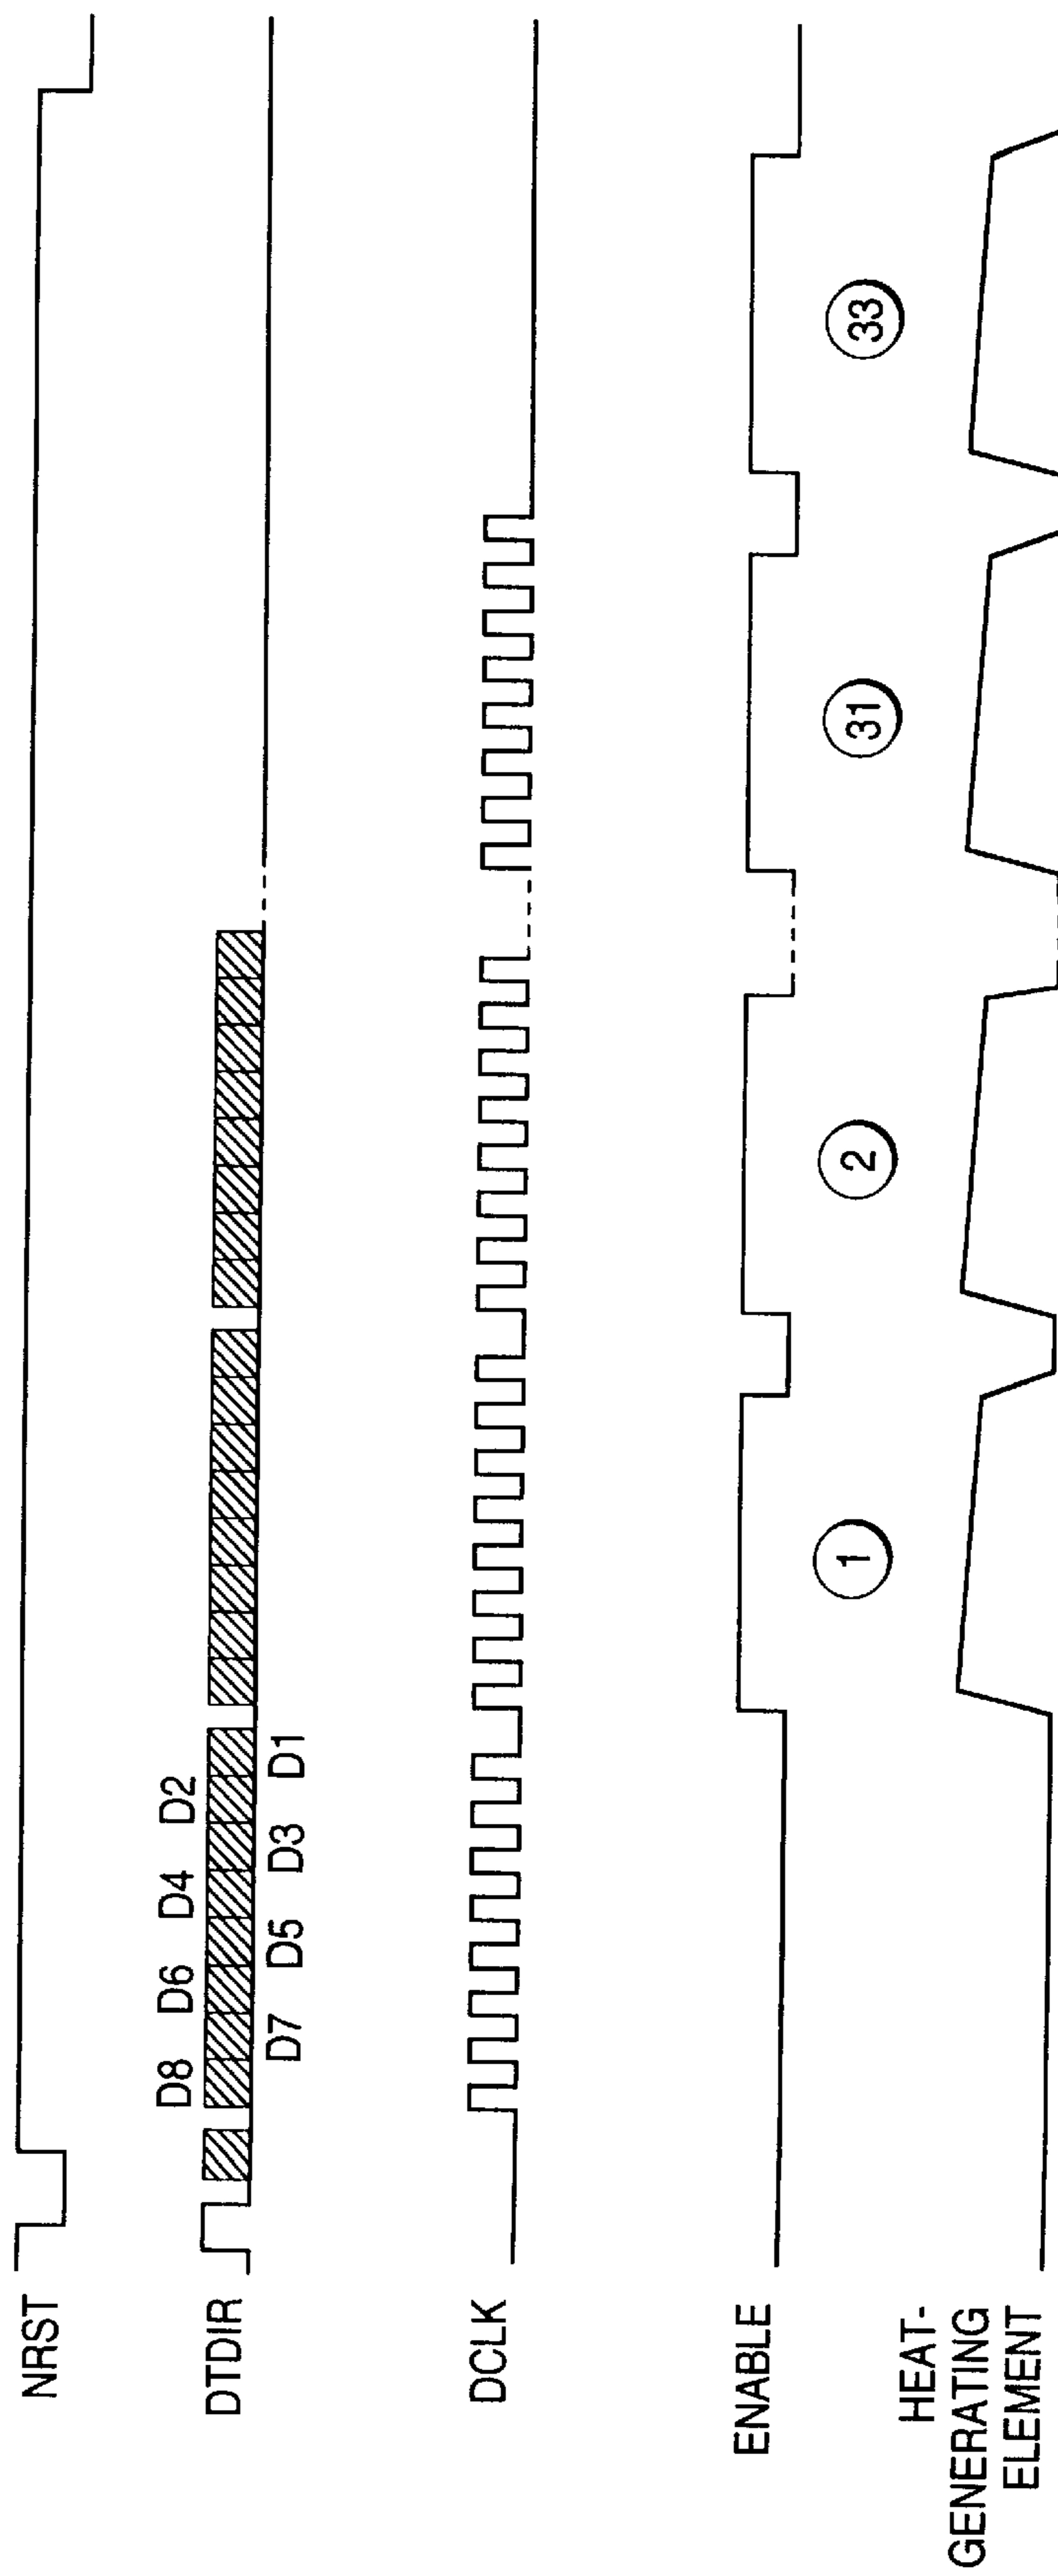 NRST
DTDIR
D8 D6 D4 D2
D7 D5 D3 D1
DCLK
ENABLE
1 2 31 33
HEAT-
GENERATING
ELEMENT